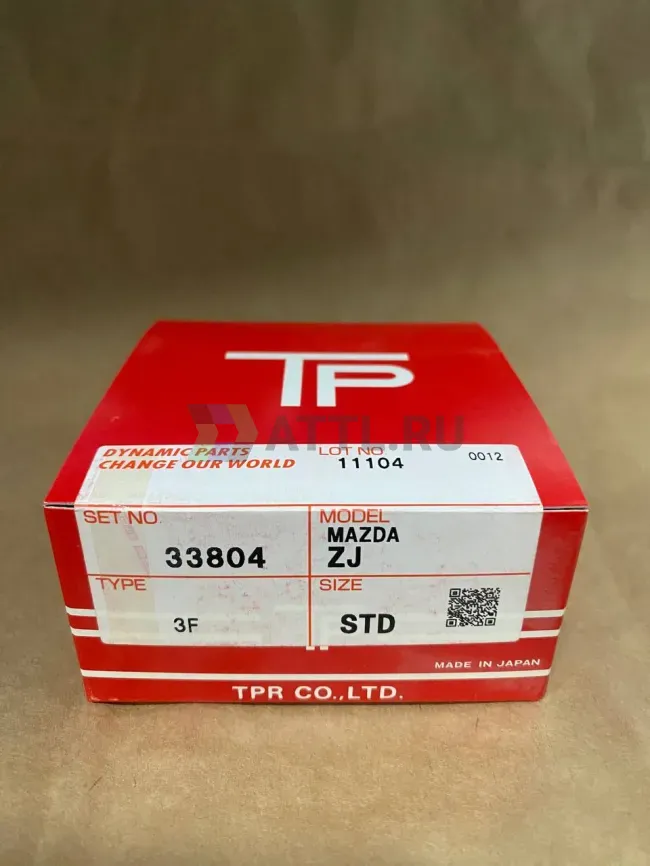 TP
ATTL.RU
DYNAMIC PARTS
CHANGE OUR WORLD
LOT NO
11104
0012
SET NO.
33804
MODEL
MAZDA
ZJ
TYPE
3F
SIZE
STD
MADE IN JAPAN
TPR CO.,LTD.